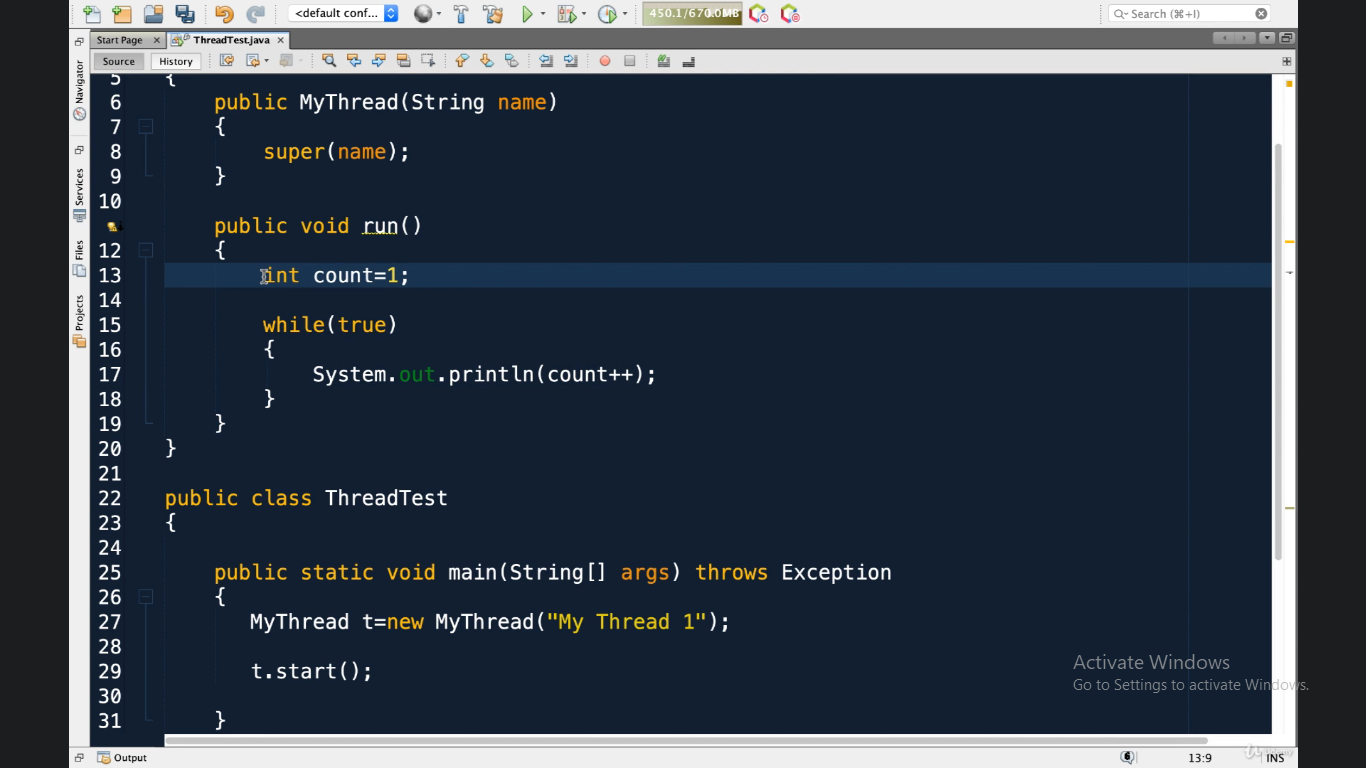 <default conf...
450.1/670.0MB
Search (⌘+I)
Start Page
ThreadTest.java
Source
History
Navigator
Services
Files
Projects
5 {
6 public MyThread(String name)
7 {
8 super(name);
9 }
10
public void run()
12 {
13 int count=1;
14
15 while(true)
16 {
17 System.out.println(count++);
18 }
19 }
20 }
21
22 public class ThreadTest
23 {
24
25 public static void main(String[] args) throws Exception
26 {
27 MyThread t=new MyThread("My Thread 1");
28
29 t.start();
30
31 }
Activate Windows
Go to Settings to activate Windows.
Output
6
13:9
INS